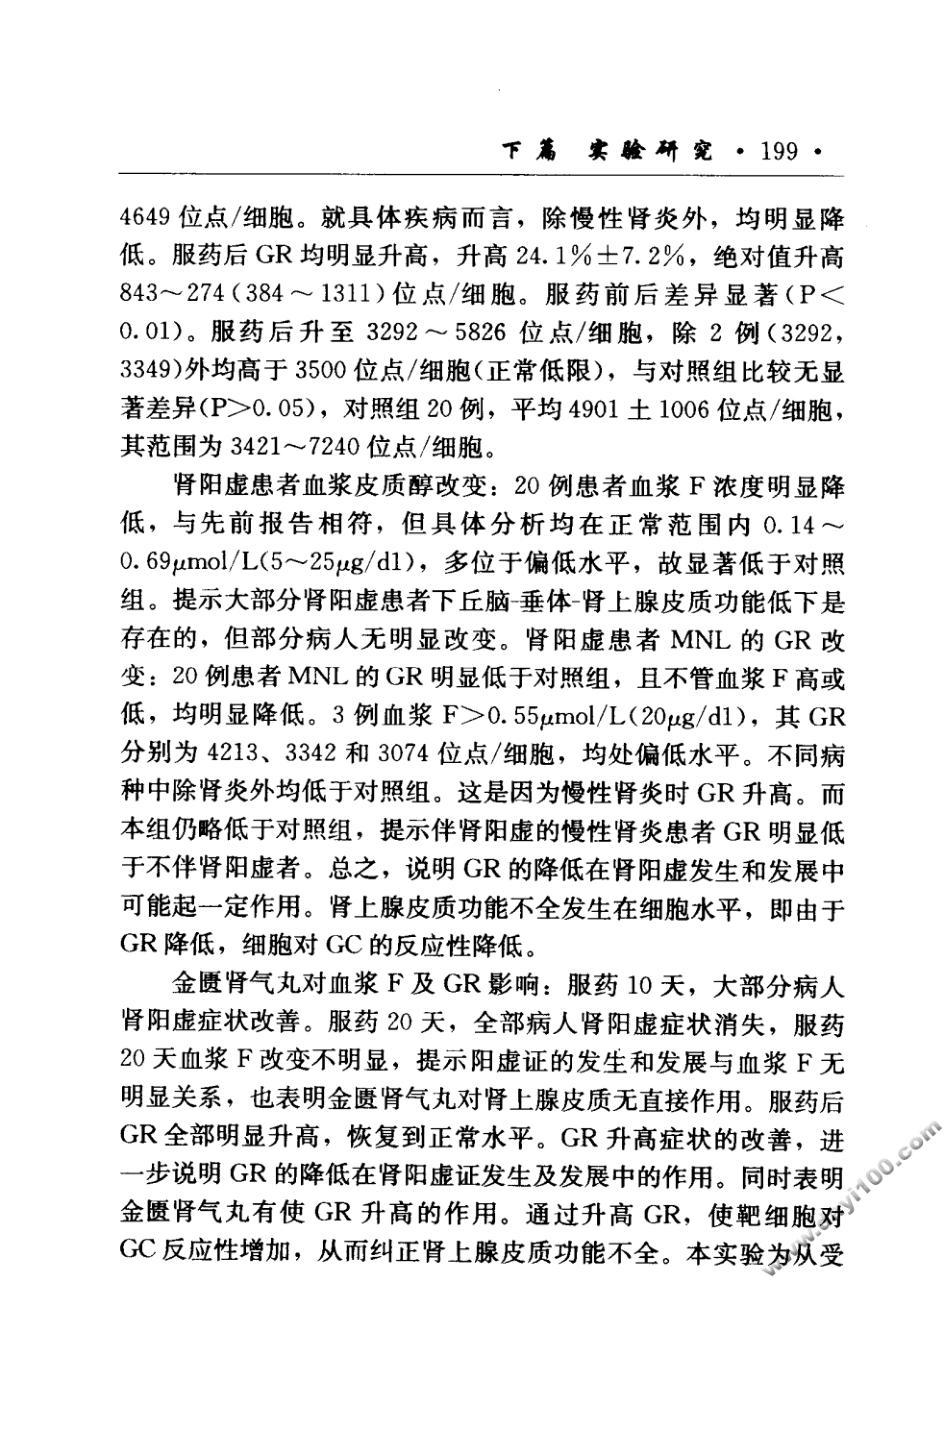 下篇 实验研究 · 199 ·
4649 位点/细胞。就具体疾病而言，除慢性肾炎外，均明显降
低。服药后 GR 均明显升高，升高 24.1%±7.2%，绝对值升高
843～274(384～1311)位点/细胞。服药前后差异显著(P＜
0.01)。服药后升至 3292～5826 位点/细胞，除 2 例(3292，
3349)外均高于 3500 位点/细胞(正常低限)，与对照组比较无显
著差异(P＞0.05)，对照组 20 例，平均 4901 土 1006 位点/细胞，
其范围为 3421～7240 位点/细胞。
肾阳虚患者血浆皮质醇改变：20 例患者血浆 F 浓度明显降
低，与先前报告相符，但具体分析均在正常范围内 0.14～
0.69μmol/L(5～25μg/dl)，多位于偏低水平，故显著低于对照
组。提示大部分肾阳虚患者下丘脑-垂体-肾上腺皮质功能低下是
存在的，但部分病人无明显改变。肾阳虚患者 MNL 的 GR 改
变：20 例患者 MNL 的 GR 明显低于对照组，且不管血浆 F 高或
低，均明显降低。3 例血浆 F＞0.55μmol/L(20μg/dl)，其 GR
分别为 4213、3342 和 3074 位点/细胞，均处偏低水平。不同病
种中除肾炎外均低于对照组。这是因为慢性肾炎时 GR 升高。而
本组仍略低于对照组，提示伴肾阳虚的慢性肾炎患者 GR 明显低
于不伴肾阳虚者。总之，说明 GR 的降低在肾阳虚发生和发展中
可能起一定作用。肾上腺皮质功能不全发生在细胞水平，即由于
GR 降低，细胞对 GC 的反应性降低。
金匮肾气丸对血浆 F 及 GR 影响：服药 10 天，大部分病人
肾阳虚症状改善。服药 20 天，全部病人肾阳虚症状消失，服药
20 天血浆 F 改变不明显，提示阳虚证的发生和发展与血浆 F 无
明显关系，也表明金匮肾气丸对肾上腺皮质无直接作用。服药后
GR 全部明显升高，恢复到正常水平。GR 升高症状的改善，进
一步说明 GR 的降低在肾阳虚证发生及发展中的作用。同时表明
金匮肾气丸有使 GR 升高的作用。通过升高 GR，使靶细胞对
GC 反应性增加，从而纠正肾上腺皮质功能不全。本实验为从受